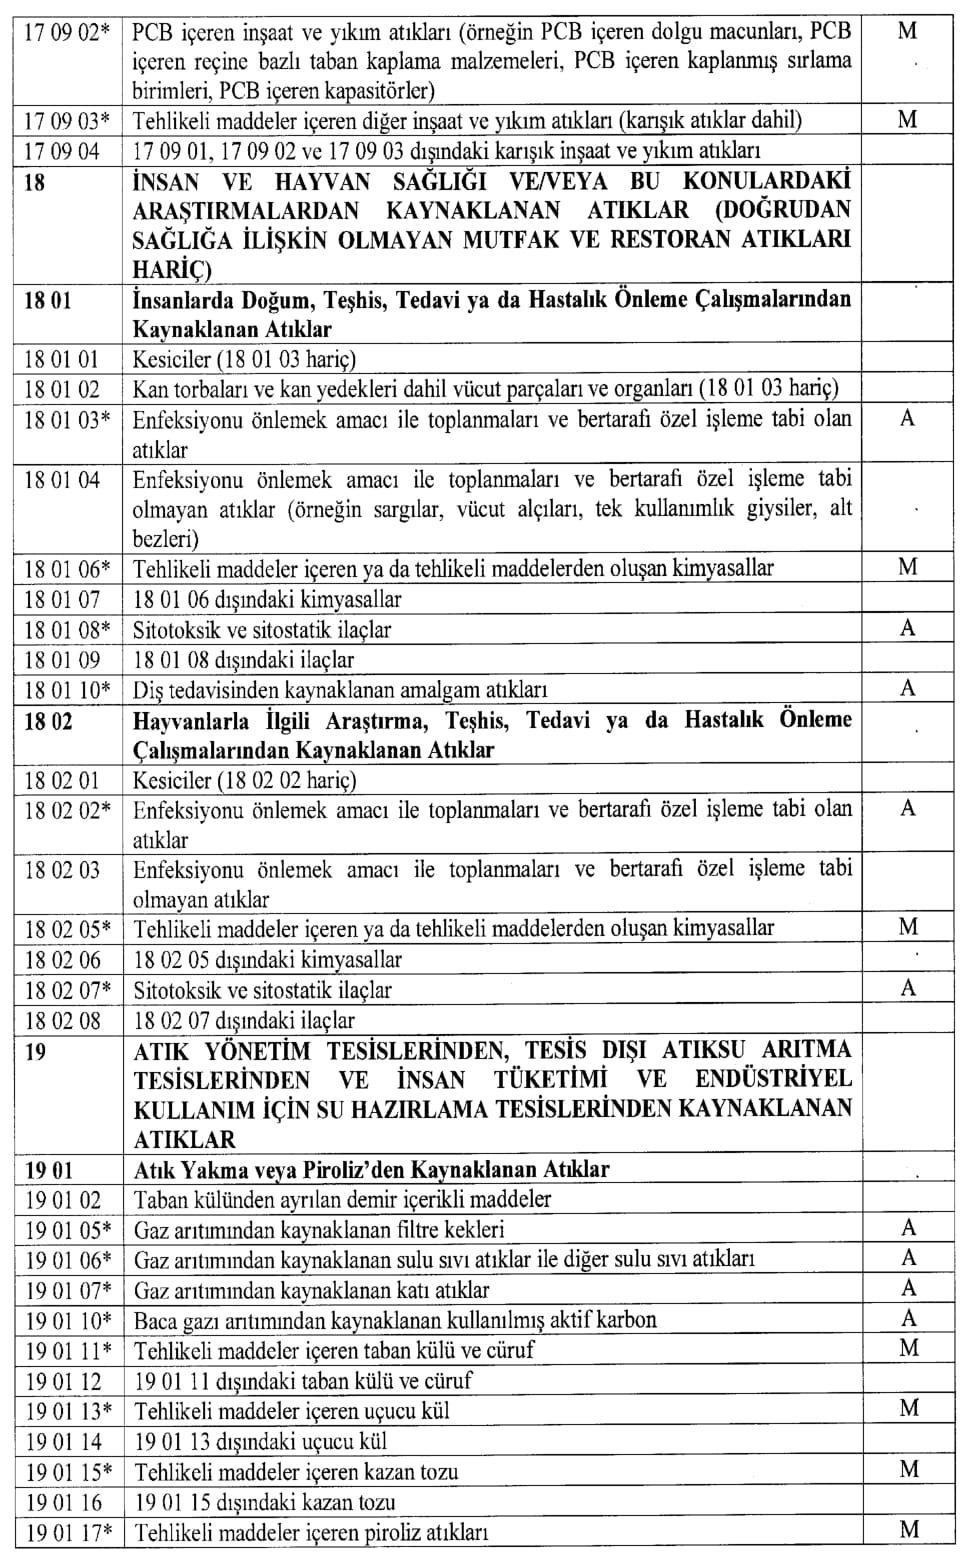 17 09 02* PCB içeren inşaat ve yıkım atıkları (örneğin PCB içeren dolgu macunları, PCB M
içeren reçine bazlı taban kaplama malzemeleri, PCB içeren kaplanmış sırlama
birimleri, PCB içeren kapasitörler)
17 09 03* Tehlikeli maddeler içeren diğer inşaat ve yıkım atıkları (karışık atıklar dahil) M
17 09 04 17 09 01, 17 09 02 ve 17 09 03 dışındaki karışık inşaat ve yıkım atıkları
18 İNSAN VE HAYVAN SAĞLIĞI VE/VEYA BU KONULARDAKİ
ARAŞTIRMALARDAN KAYNAKLANAN ATIKLAR (DOĞRUDAN
SAĞLIĞA İLİŞKİN OLMAYAN MUTFAK VE RESTORAN ATIKLARI
HARİÇ)
18 01 İnsanlarda Doğum, Teşhis, Tedavi ya da Hastalık Önleme Çalışmalarından
Kaynaklanan Atıklar
18 01 01 Kesiciler (18 01 03 hariç)
18 01 02 Kan torbaları ve kan yedekleri dahil vücut parçaları ve organları (18 01 03 hariç)
18 01 03* Enfeksiyonu önlemek amacı ile toplanmaları ve bertarafı özel işleme tabi olan A
atıklar
18 01 04 Enfeksiyonu önlemek amacı ile toplanmaları ve bertarafı özel işleme tabi
olmayan atıklar (örneğin sargılar, vücut alçıları, tek kullanımlık giysiler, alt
bezleri)
18 01 06* Tehlikeli maddeler içeren ya da tehlikeli maddelerden oluşan kimyasallar M
18 01 07 18 01 06 dışındaki kimyasallar
18 01 08* Sitotoksik ve sitostatik ilaçlar A
18 01 09 18 01 08 dışındaki ilaçlar
18 01 10* Diş tedavisinden kaynaklanan amalgam atıkları A
18 02 Hayvanlarla İlgili Araştırma, Teşhis, Tedavi ya da Hastalık Önleme
Çalışmalarından Kaynaklanan Atıklar
18 02 01 Kesiciler (18 02 02 hariç)
18 02 02* Enfeksiyonu önlemek amacı ile toplanmaları ve bertarafı özel işleme tabi olan A
atıklar
18 02 03 Enfeksiyonu önlemek amacı ile toplanmaları ve bertarafı özel işleme tabi
olmayan atıklar
18 02 05* Tehlikeli maddeler içeren ya da tehlikeli maddelerden oluşan kimyasallar M
18 02 06 18 02 05 dışındaki kimyasallar
18 02 07* Sitotoksik ve sitostatik ilaçlar A
18 02 08 18 02 07 dışındaki ilaçlar
19 ATIK YÖNETİM TESİSLERİNDEN, TESİS DIŞI ATIKSU ARITMA
TESİSLERİNDEN VE İNSAN TÜKETİMİ VE ENDÜSTRİYEL
KULLANIM İÇİN SU HAZIRLAMA TESİSLERİNDEN KAYNAKLANAN
ATIKLAR
19 01 Atık Yakma veya Piroliz’den Kaynaklanan Atıklar
19 01 02 Taban külünden ayrılan demir içerikli maddeler
19 01 05* Gaz arıtımından kaynaklanan filtre kekleri A
19 01 06* Gaz arıtımından kaynaklanan sulu sıvı atıklar ile diğer sulu sıvı atıkları A
19 01 07* Gaz arıtımından kaynaklanan katı atıklar A
19 01 10* Baca gazı arıtımından kaynaklanan kullanılmış aktif karbon A
19 01 11* Tehlikeli maddeler içeren taban külü ve cüruf M
19 01 12 19 01 11 dışındaki taban külü ve cüruf
19 01 13* Tehlikeli maddeler içeren uçucu kül M
19 01 14 19 01 13 dışındaki uçucu kül
19 01 15* Tehlikeli maddeler içeren kazan tozu M
19 01 16 19 01 15 dışındaki kazan tozu
19 01 17* Tehlikeli maddeler içeren piroliz atıkları M